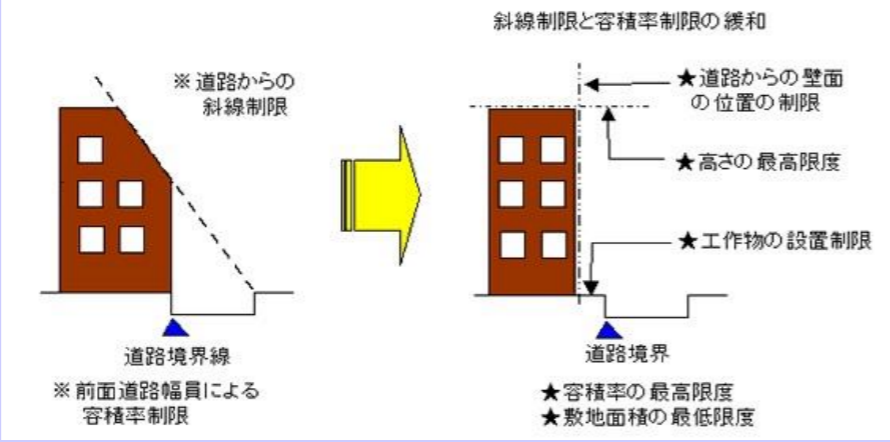 斜線制限と容積率制限の緩和
※道路からの
斜線制限
道路境界線
※前面道路幅員による
容積率制限
★道路からの壁面
の位置の制限
★高さの最高限度
★工作物の設置制限
道路境界
★容積率の最高限度
★敷地面積の最低限度